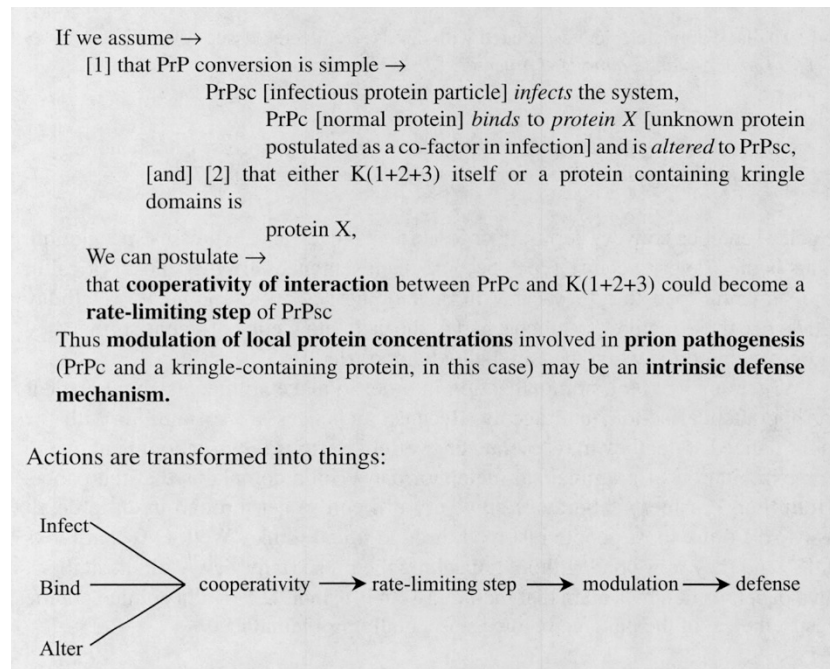 If we assume →
[1] that PrP conversion is simple →
PrPsc [infectious protein particle] infects the system,
PrPc [normal protein] binds to protein X [unknown protein
postulated as a co-factor in infection] and is altered to PrPsc,
[and] [2] that either K(1+2+3) itself or a protein containing kringle
domains is
protein X,
We can postulate →
that cooperativity of interaction between PrPc and K(1+2+3) could become a
rate-limiting step of PrPsc
Thus modulation of local protein concentrations involved in prion pathogenesis
(PrPc and a kringle-containing protein, in this case) may be an intrinsic defense
mechanism.
Actions are transformed into things:
Infect
Bind cooperativity → rate-limiting step → modulation → defense
Alter